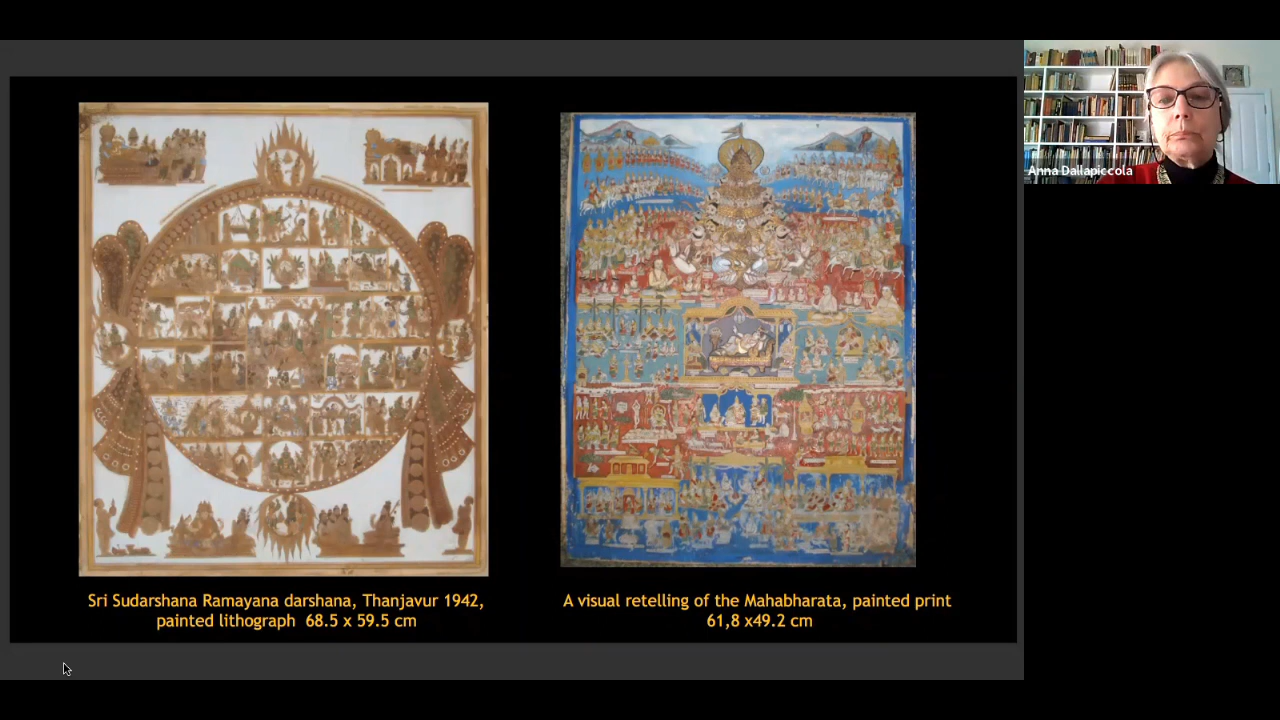 Anna Dallapiccola
Sri Sudarshana Ramayana darshana, Thanjavur 1942,
painted lithograph 68.5 x 59.5 cm
A visual retelling of the Mahabharata, painted print
61,8 x49.2 cm